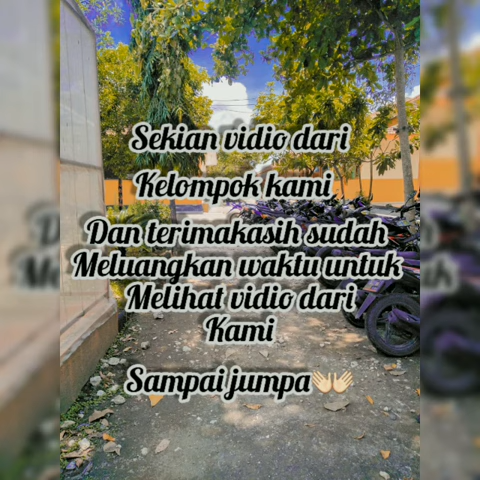 Sekian vidio dari
Kelompok kami
Dan terimakasih sudah
Meluangkan waktu untuk
Melihat vidio dari
Kami
Sampai jumpa👐